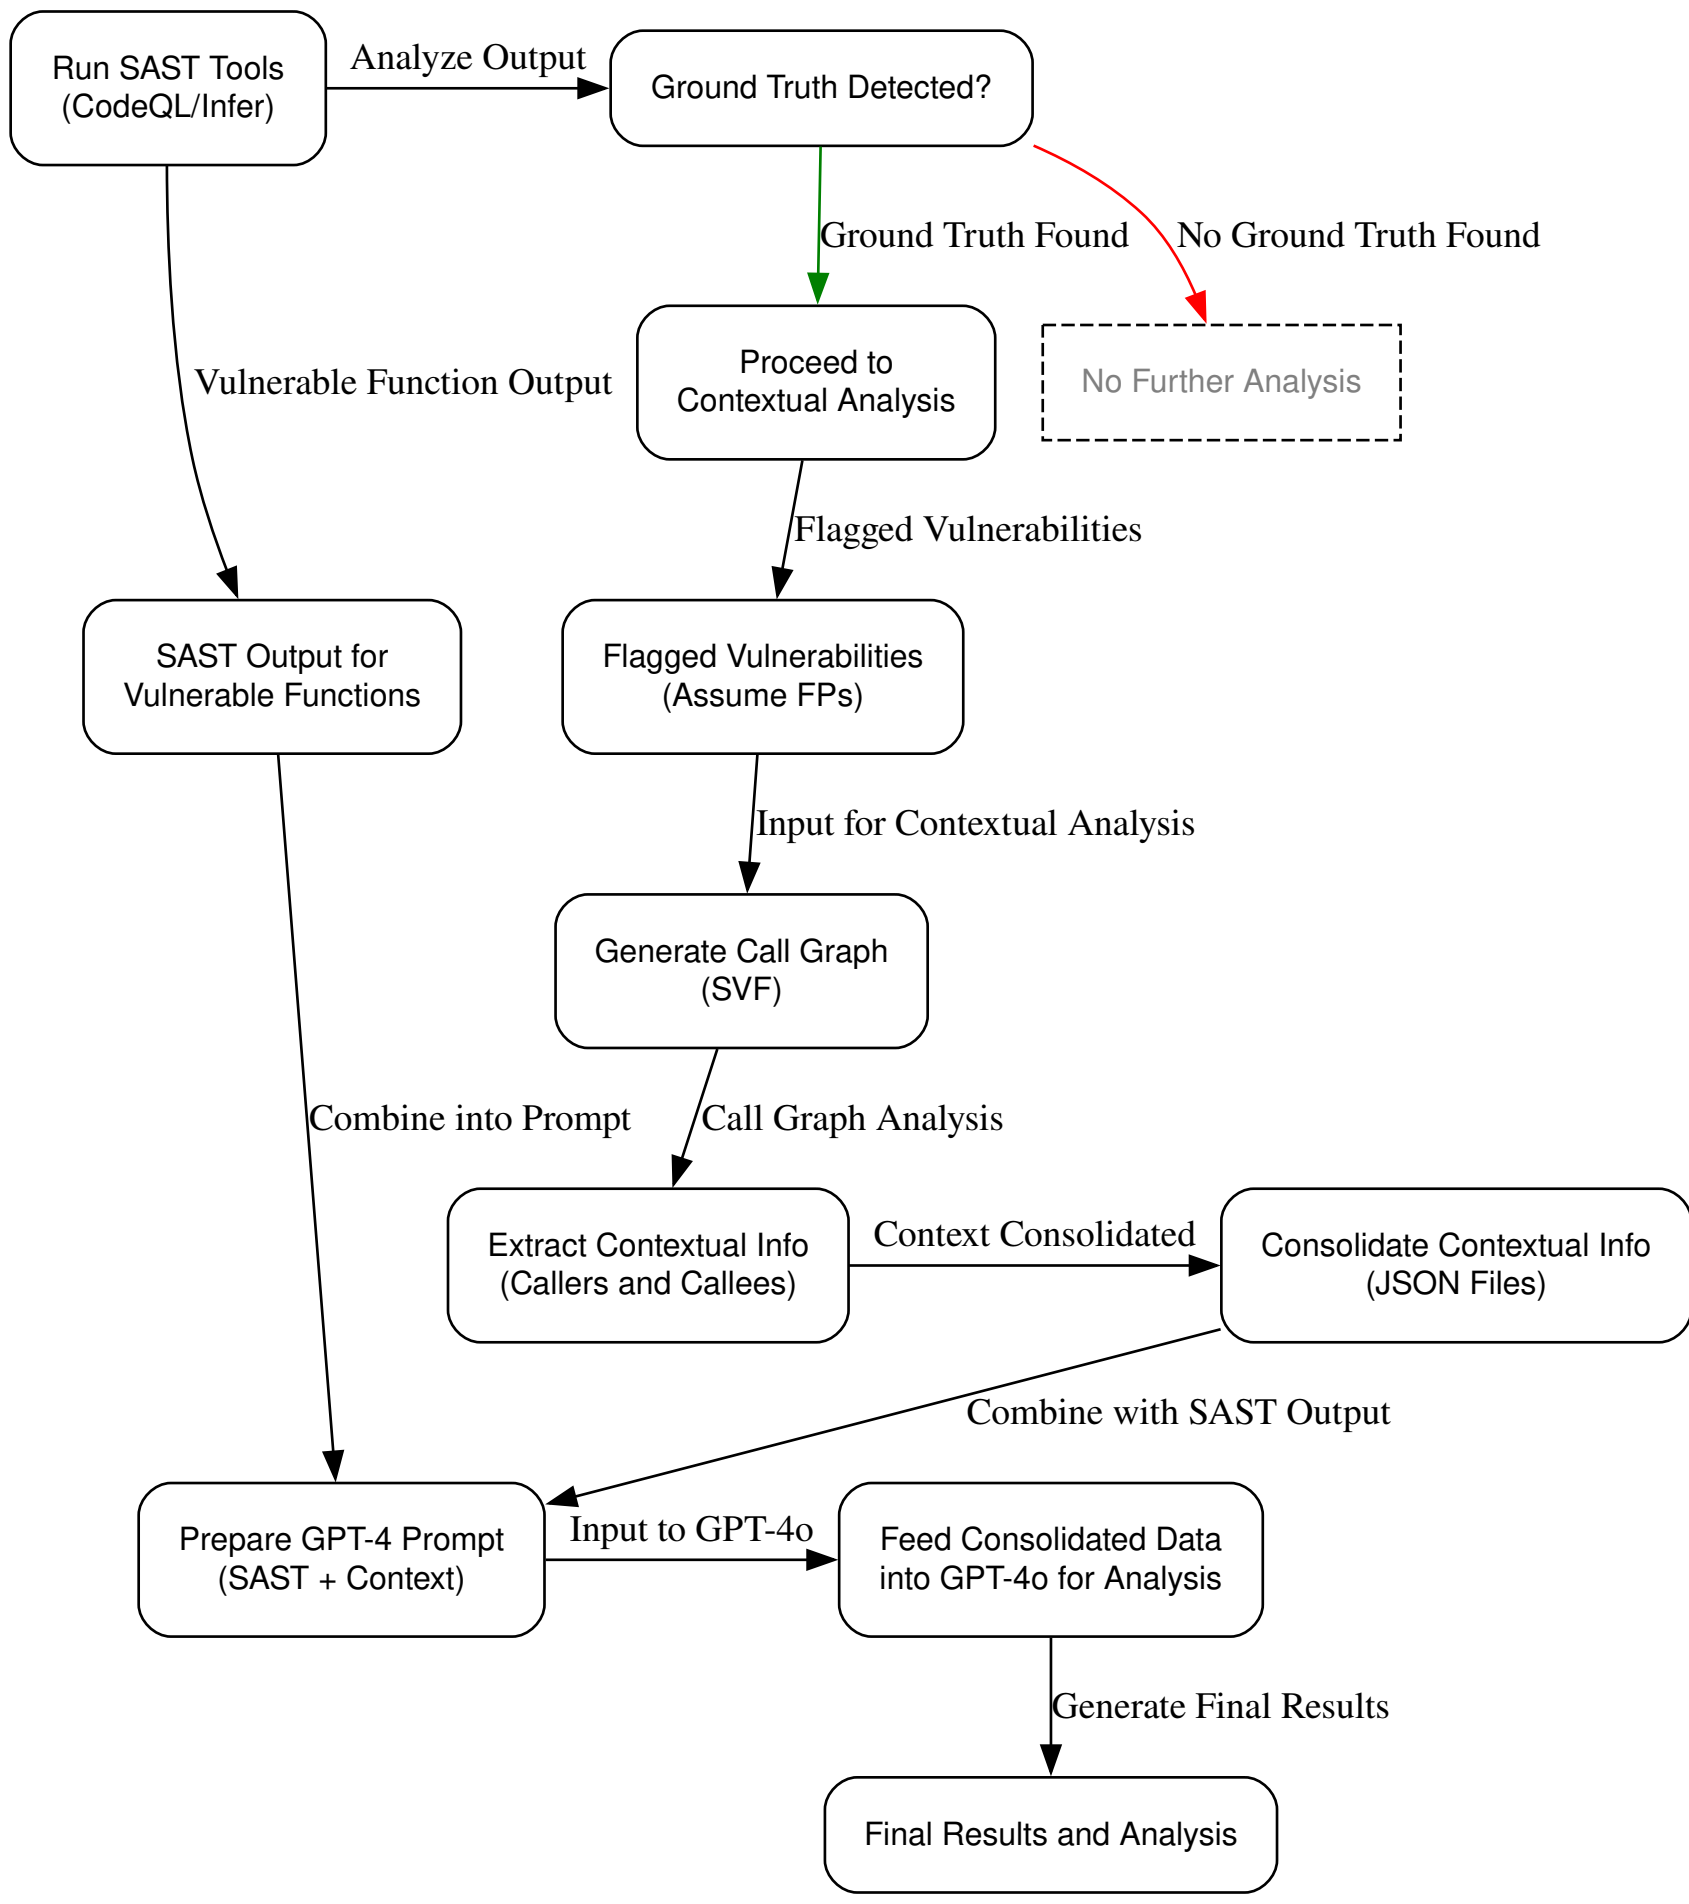 Run SAST Tools
(CodeQL/Infer)
Analyze Output
Ground Truth Detected?
Ground Truth Found
No Ground Truth Found
Proceed to
Contextual Analysis
No Further Analysis
Vulnerable Function Output
Flagged Vulnerabilities
SAST Output for
Vulnerable Functions
Flagged Vulnerabilities
(Assume FPs)
Input for Contextual Analysis
Generate Call Graph
(SVF)
Combine into Prompt
Call Graph Analysis
Extract Contextual Info
(Callers and Callees)
Context Consolidated
Consolidate Contextual Info
(JSON Files)
Combine with SAST Output
Prepare GPT-4 Prompt
(SAST + Context)
Input to GPT-4o
Feed Consolidated Data
into GPT-4o for Analysis
Generate Final Results
Final Results and Analysis